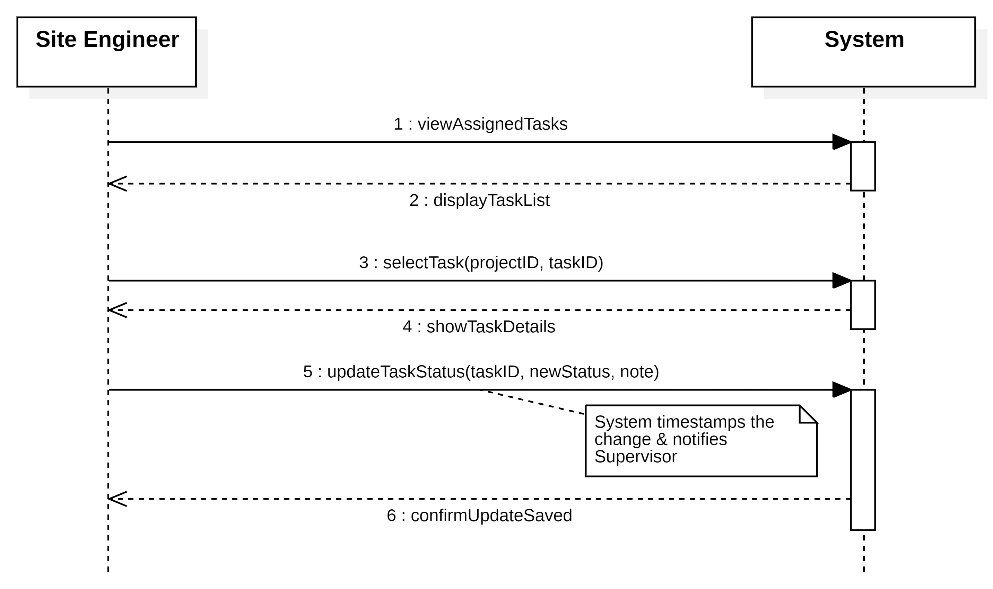 Site Engineer
System
1 : viewAssignedTasks
2 : displayTaskList
3 : selectTask(projectID, taskID)
4 : showTaskDetails
5 : updateTaskStatus(taskID, newStatus, note)
System timestamps the
change & notifies
Supervisor
6 : confirmUpdateSaved